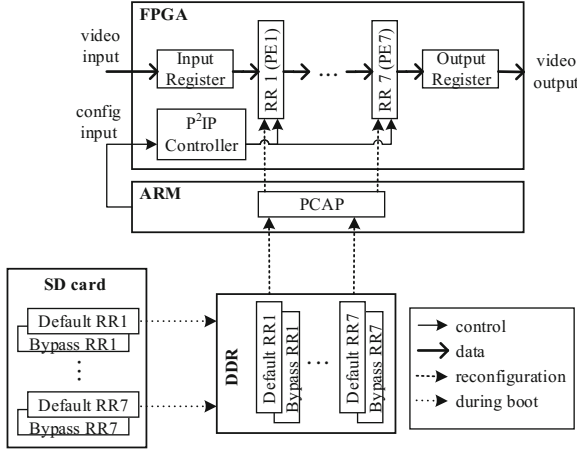 FPGA
video
input
Input
Register
RR 1 (PE1)
...
RR 7 (PE7)
Output
Register
video
output
config
input
P²IP
Controller
ARM
PCAP
SD card
Default RR1
Bypass RR1
...
Default RR7
Bypass RR7
DDR
Default RR1
Bypass RR1
...
Default RR7
Bypass RR7
control
data
reconfiguration
during boot